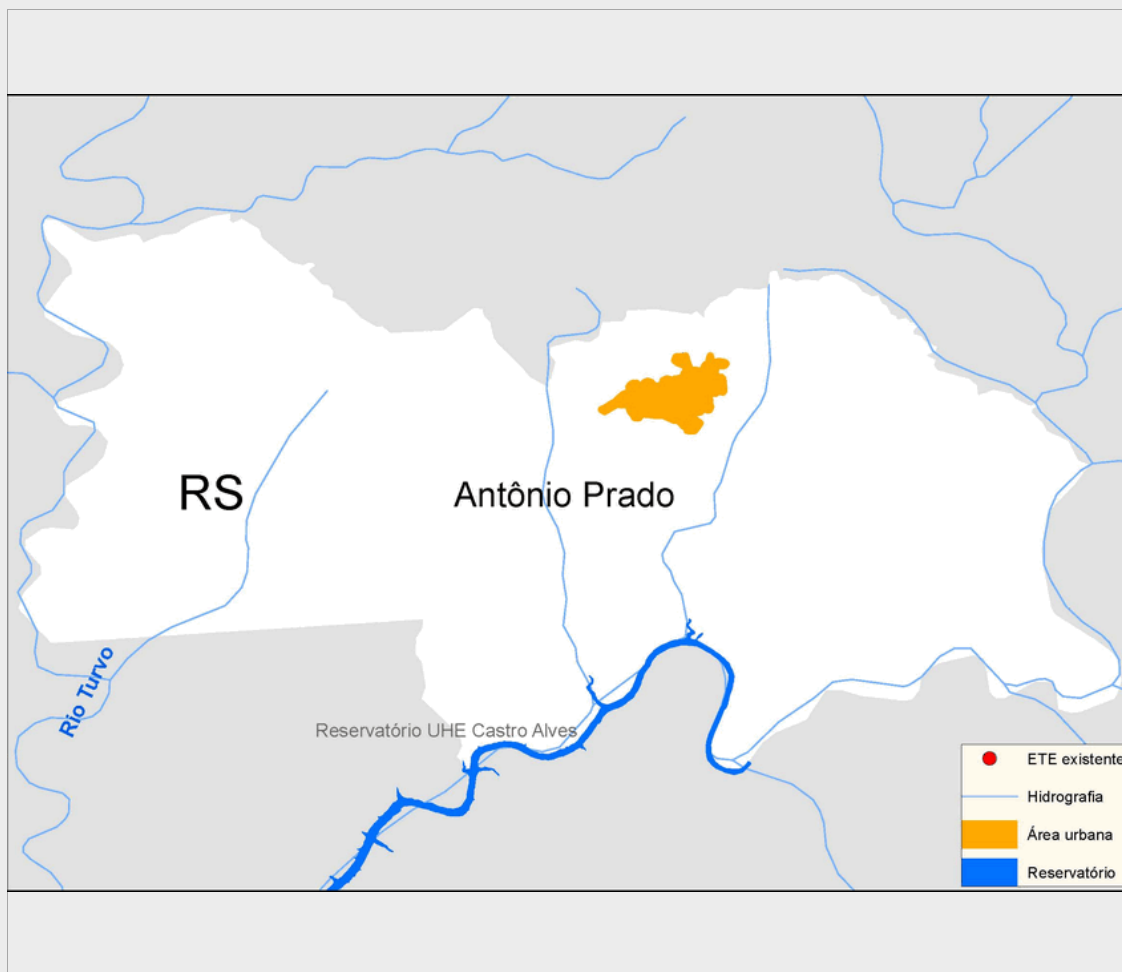 RS
Antônio Prado
Rio Turvo
Reservatório UHE Castro Alves
ETE existente
Hidrografia
Área urbana
Reservatório